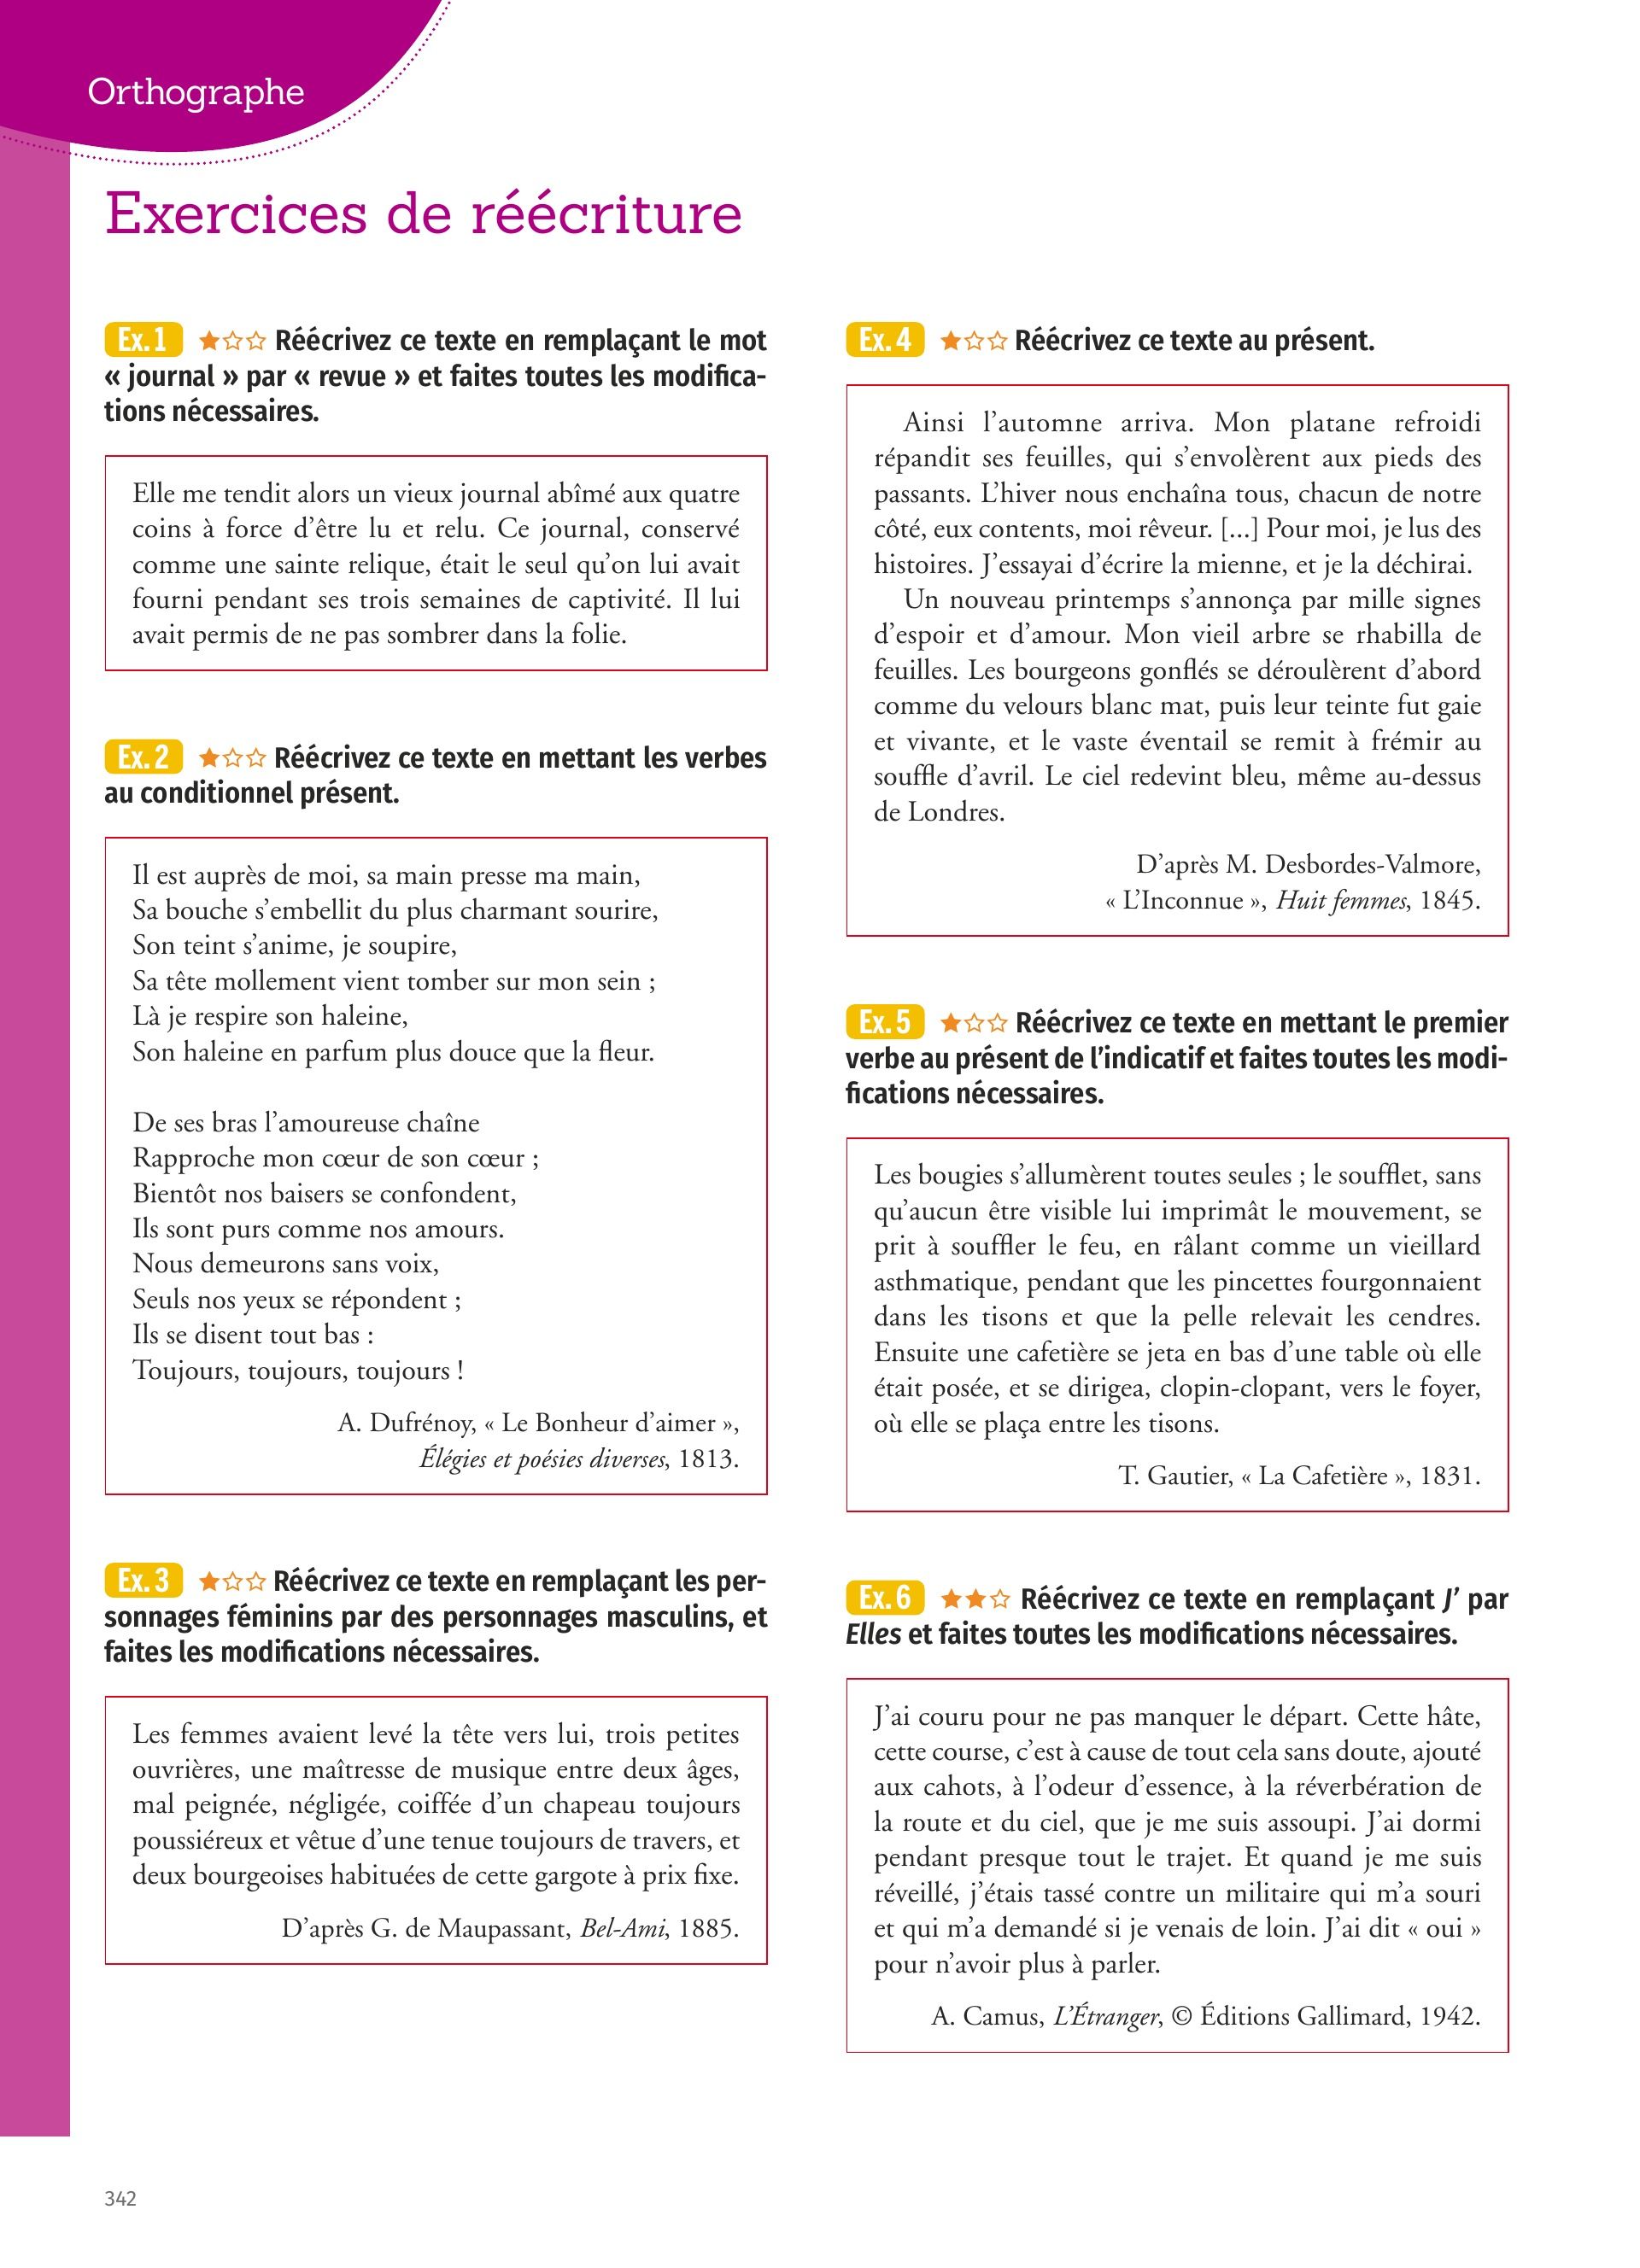 Orthographe
Exercices de réécriture
Ex. 1 ★☆☆ Réécrivez ce texte en remplaçant le mot
« journal » par « revue » et faites toutes les modifica-
tions nécessaires.
Elle me tendit alors un vieux journal abîmé aux quatre
coins à force d’être lu et relu. Ce journal, conservé
comme une sainte relique, était le seul qu’on lui avait
fourni pendant ses trois semaines de captivité. Il lui
avait permis de ne pas sombrer dans la folie.
Ex. 2 ★☆☆ Réécrivez ce texte en mettant les verbes
au conditionnel présent.
Il est auprès de moi, sa main presse ma main,
Sa bouche s’embellit du plus charmant sourire,
Son teint s’anime, je soupire,
Sa tête mollement vient tomber sur mon sein ;
Là je respire son haleine,
Son haleine en parfum plus douce que la fleur.
De ses bras l’amoureuse chaîne
Rapproche mon cœur de son cœur ;
Bientôt nos baisers se confondent,
Ils sont purs comme nos amours.
Nous demeurons sans voix,
Seuls nos yeux se répondent ;
Ils se disent tout bas :
Toujours, toujours, toujours !
A. Dufrénoy, « Le Bonheur d’aimer »,
Élégies et poésies diverses, 1813.
Ex. 3 ★☆☆ Réécrivez ce texte en remplaçant les per-
sonnages féminins par des personnages masculins, et
faites les modifications nécessaires.
Les femmes avaient levé la tête vers lui, trois petites
ouvrières, une maîtresse de musique entre deux âges,
mal peignée, négligée, coiffée d’un chapeau toujours
poussiéreux et vêtue d’une tenue toujours de travers, et
deux bourgeoises habituées de cette gargote à prix fixe.
D’après G. de Maupassant, Bel-Ami, 1885.
Ex. 4 ★☆☆ Réécrivez ce texte au présent.
Ainsi l’automne arriva. Mon platane refroidi
répandit ses feuilles, qui s’envolèrent aux pieds des
passants. L’hiver nous enchaîna tous, chacun de notre
côté, eux contents, moi rêveur. [...] Pour moi, je lus des
histoires. J’essayai d’écrire la mienne, et je la déchirai.
Un nouveau printemps s’annonça par mille signes
d’espoir et d’amour. Mon vieil arbre se rhabilla de
feuilles. Les bourgeons gonflés se déroulèrent d’abord
comme du velours blanc mat, puis leur teinte fut gaie
et vivante, et le vaste éventail se remit à frémir au
souffle d’avril. Le ciel redevint bleu, même au-dessus
de Londres.
D’après M. Desbordes-Valmore,
« L’Inconnue », Huit femmes, 1845.
Ex. 5 ★☆☆ Réécrivez ce texte en mettant le premier
verbe au présent de l’indicatif et faites toutes les modi-
fications nécessaires.
Les bougies s’allumèrent toutes seules ; le soufflet, sans
qu’aucun être visible lui imprimât le mouvement, se
prit à souffler le feu, en râlant comme un vieillard
asthmatique, pendant que les pincettes fourgonnaient
dans les tisons et que la pelle relevait les cendres.
Ensuite une cafetière se jeta en bas d’une table où elle
était posée, et se dirigea, clopin-clopant, vers le foyer,
où elle se plaça entre les tisons.
T. Gautier, « La Cafetière », 1831.
Ex. 6 ★★☆ Réécrivez ce texte en remplaçant J’ par
Elles et faites toutes les modifications nécessaires.
J’ai couru pour ne pas manquer le départ. Cette hâte,
cette course, c’est à cause de tout cela sans doute, ajouté
aux cahots, à l’odeur d’essence, à la réverbération de
la route et du ciel, que je me suis assoupi. J’ai dormi
pendant presque tout le trajet. Et quand je me suis
réveillé, j’étais tassé contre un militaire qui m’a souri
et qui m’a demandé si je venais de loin. J’ai dit « oui »
pour n’avoir plus à parler.
A. Camus, L’Étranger, © Éditions Gallimard, 1942.
342